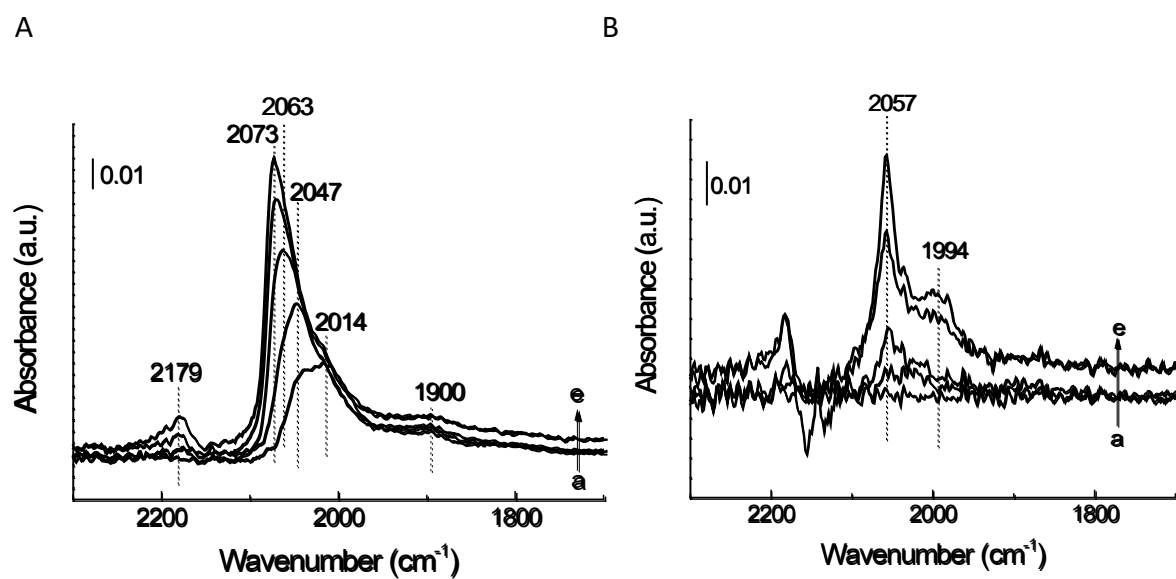 A
B
2063
2073
2047
0.01
2014
2179
1900
e
a
Absorbance (a.u.)
2200
2000
1800
Wavenumber (cm⁻¹)
2057
0.01
1994
e
a
Absorbance (a.u.)
2200
2000
1800
Wavenumber (cm⁻¹)